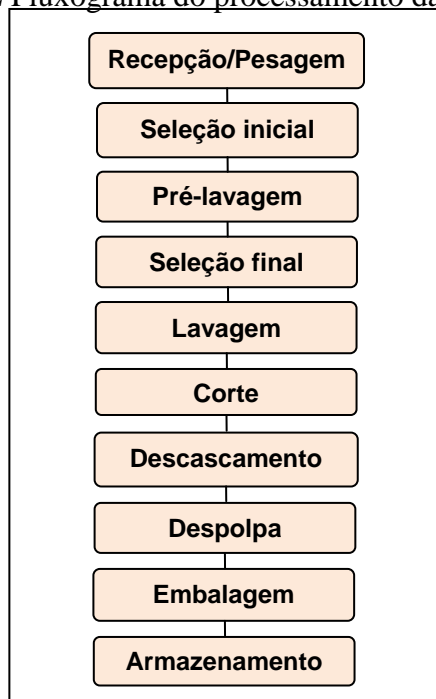 Fluxograma do processamento da
Recepção/Pesagem
Seleção inicial
Pré-lavagem
Seleção final
Lavagem
Corte
Descascamento
Despolpa
Embalagem
Armazenamento